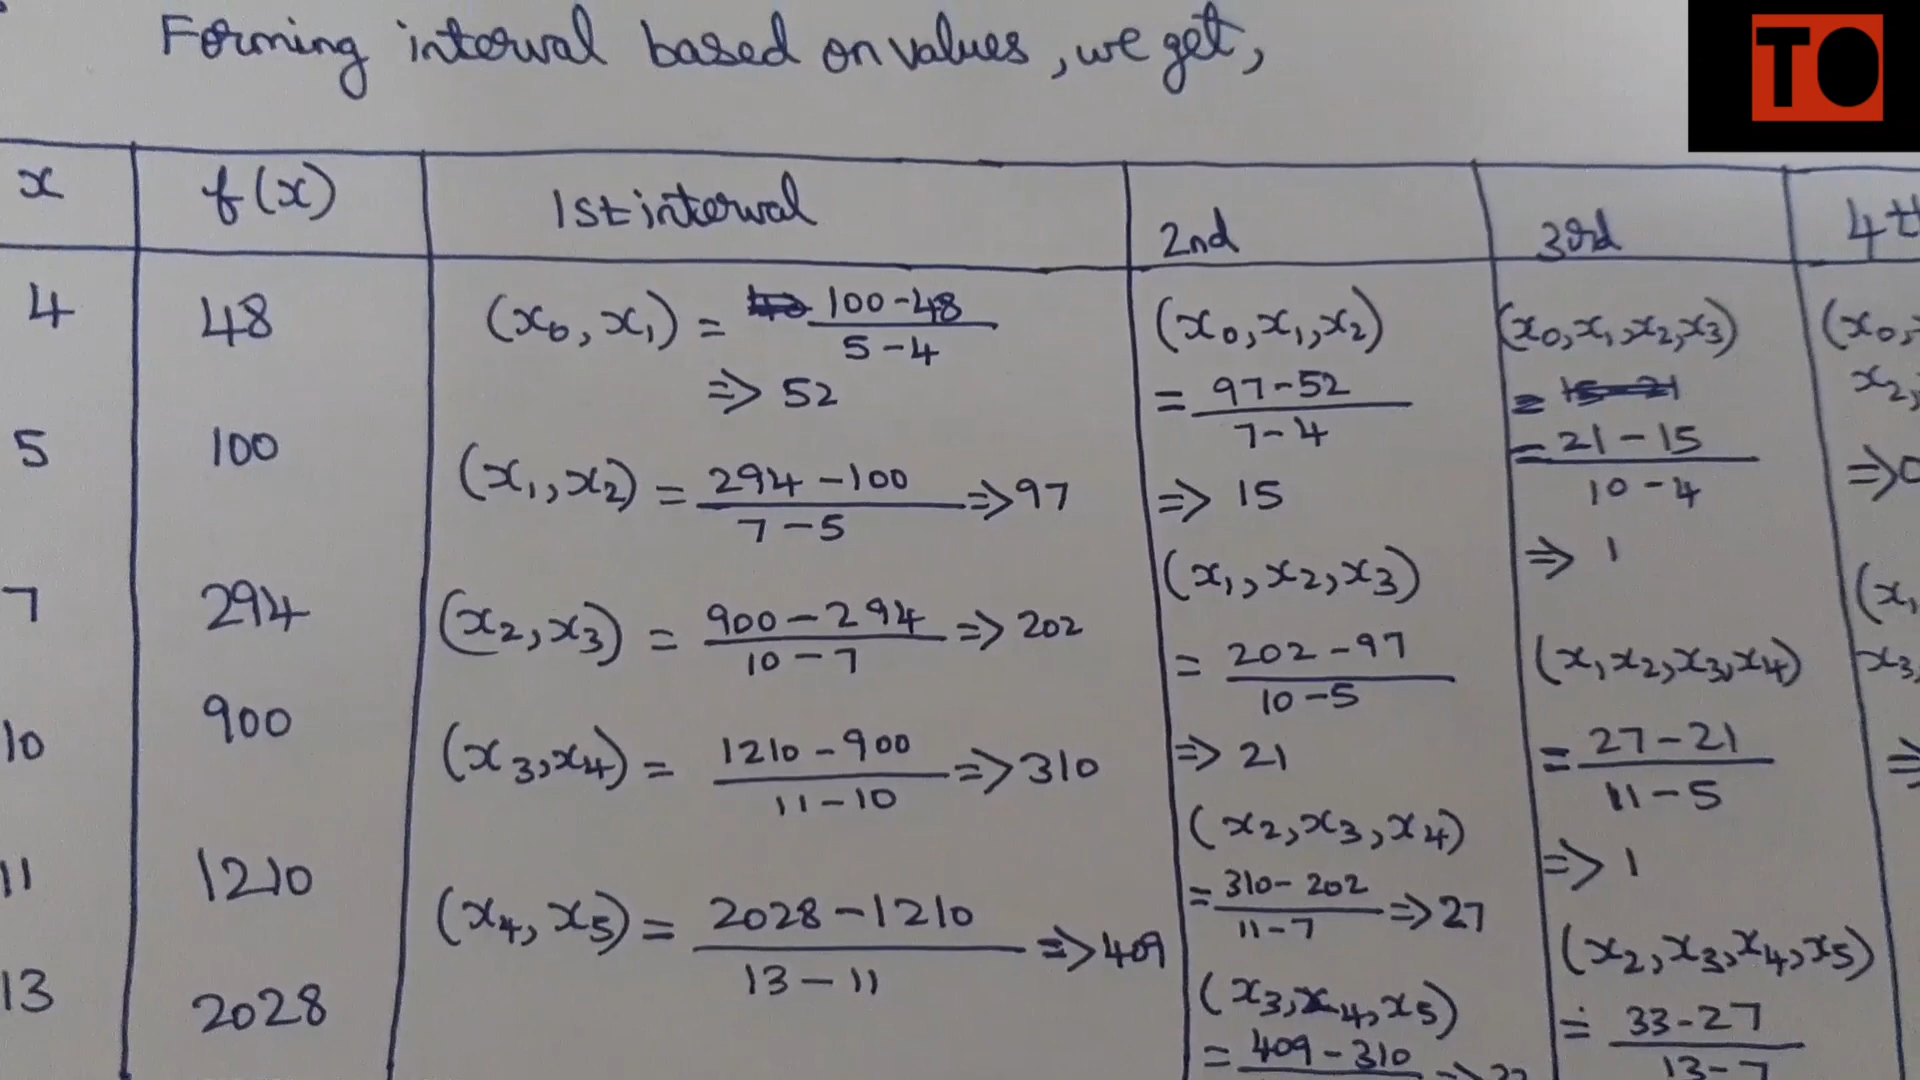 Forming interval based on values, we get,
TO
x f(x) 1st interval 2nd 3rd 4t
4 48 (x₀, x₁) = 100-48 / 5-4
=> 52
5 100 (x₁, x₂) = 294-100 / 7-5 => 97
7 294 (x₂, x₃) = 900-294 / 10-7 => 202
10 900 (x₃, x₄) = 1210-900 / 11-10 => 310
11 1210 (x₄, x₅) = 2028-1210 / 13-11 => 409
13 2028
(x₀, x₁, x₂)
= 97-52 / 7-4
=> 15
(x₁, x₂, x₃)
= 202-97 / 10-5
=> 21
(x₂, x₃, x₄)
= 310-202 / 11-7 => 27
(x₃, x₄, x₅)
= 409-310
(x₀, x₁, x₂, x₃)
= 21-15 / 10-4
=> 1
(x₁ x₂, x₃, x₄)
= 27-21 / 11-5
=> 1
(x₂, x₃, x₄, x₅)
= 33-27 / 13-7
(x₀,
x₂,
=> 0
(x₁
x₃,
=>